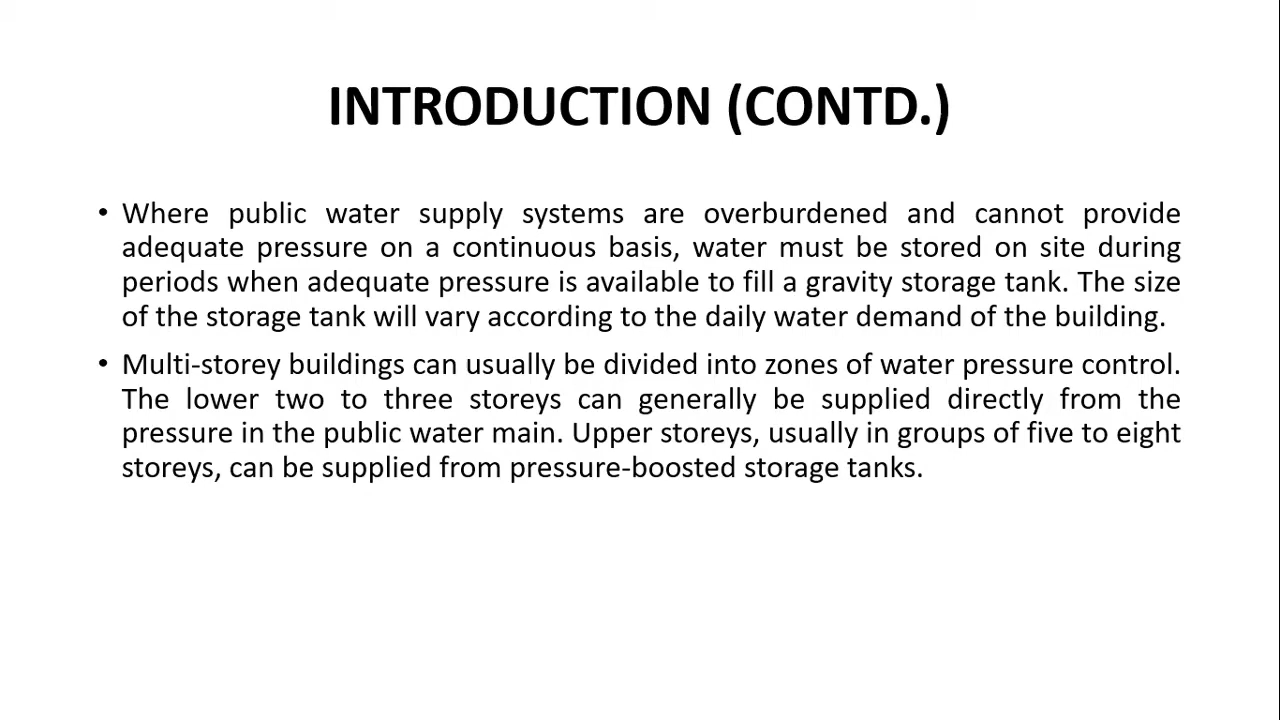 INTRODUCTION (CONTD.)
• Where public water supply systems are overburdened and cannot provide
adequate pressure on a continuous basis, water must be stored on site during
periods when adequate pressure is available to fill a gravity storage tank. The size
of the storage tank will vary according to the daily water demand of the building.
• Multi-storey buildings can usually be divided into zones of water pressure control.
The lower two to three storeys can generally be supplied directly from the
pressure in the public water main. Upper storeys, usually in groups of five to eight
storeys, can be supplied from pressure-boosted storage tanks.